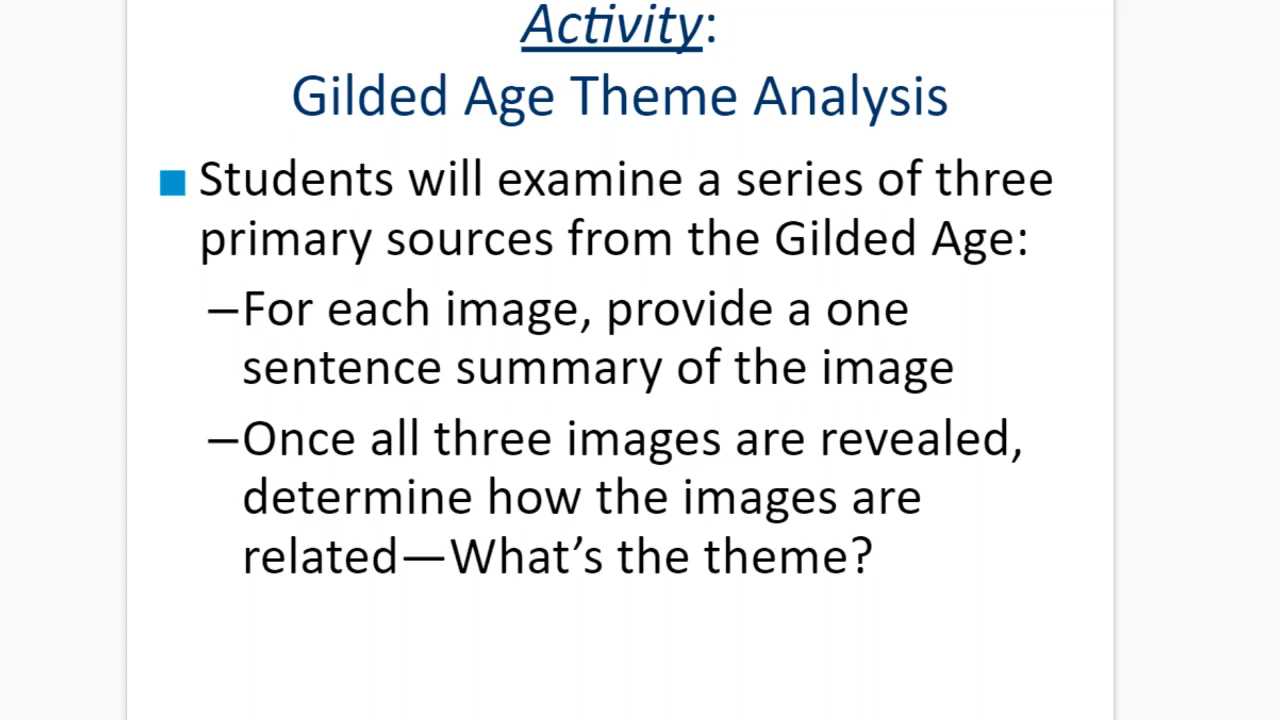 Activity:
Gilded Age Theme Analysis
■ Students will examine a series of three
primary sources from the Gilded Age:
–For each image, provide a one
sentence summary of the image
–Once all three images are revealed,
determine how the images are
related—What’s the theme?